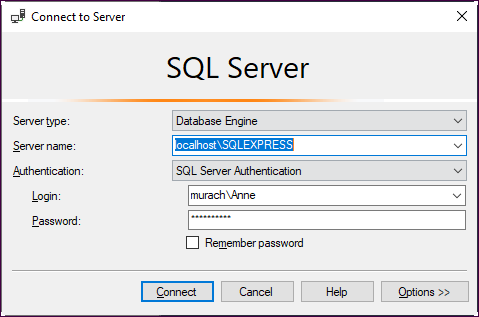 Connect to Server
SQL Server
Server type: Database Engine
Server name: localhost\SQLEXPRESS
Authentication: SQL Server Authentication
Login: murach\Anne
Password: **********
Remember password
Connect Cancel Help Options >>